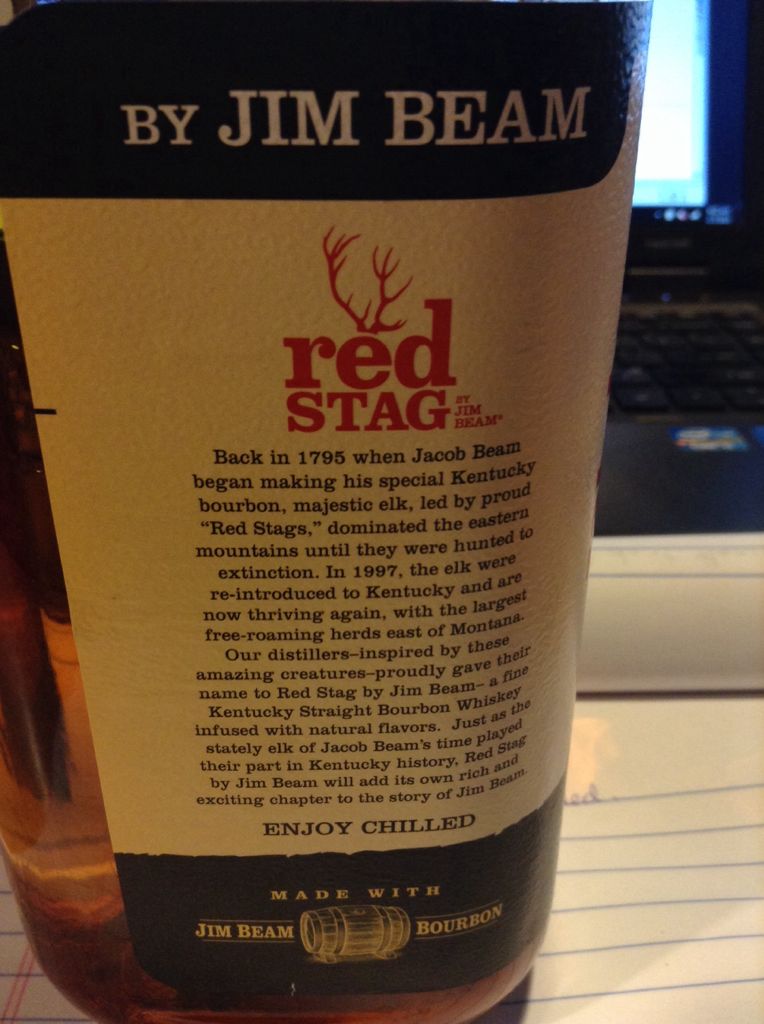 BY JIM BEAM
red
STAG BY JIM BEAM®
Back in 1795 when Jacob Beam
began making his special Kentucky
bourbon, majestic elk, led by proud
“Red Stags,” dominated the eastern
mountains until they were hunted to
extinction. In 1997, the elk were
re-introduced to Kentucky and are
now thriving again, with the largest
free-roaming herds east of Montana.
Our distillers–inspired by these
amazing creatures–proudly gave their
name to Red Stag by Jim Beam– a fine
Kentucky Straight Bourbon Whiskey
infused with natural flavors. Just as the
stately elk of Jacob Beam's time played
their part in Kentucky history, Red Stag
by Jim Beam will add its own rich and
exciting chapter to the story of Jim Beam.
ENJOY CHILLED
MADE WITH
JIM BEAM BOURBON